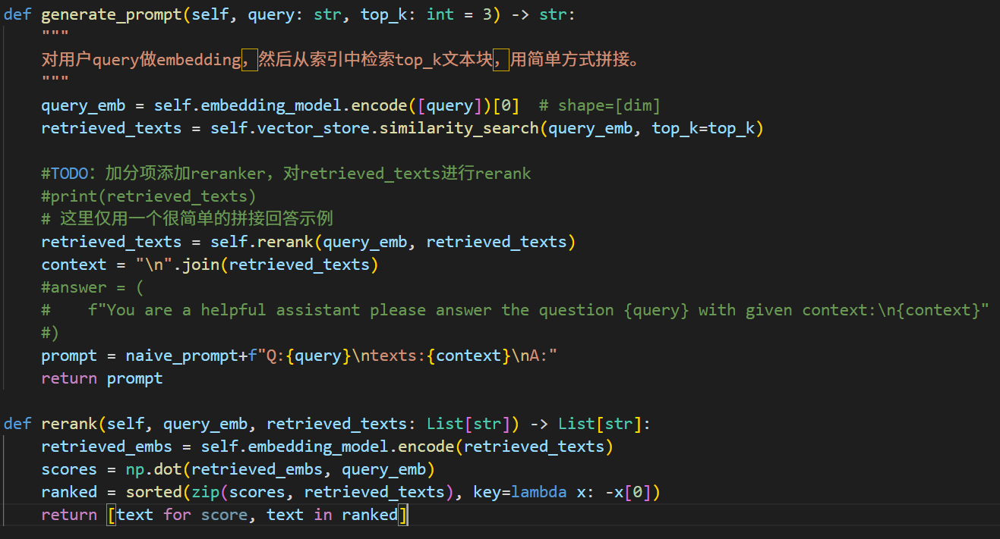 def generate_prompt(self, query: str, top_k: int = 3) -> str:
    """
    对用户query做embedding，然后从索引中检索top_k文本块，用简单方式拼接。
    """
    query_emb = self.embedding_model.encode([query])[0]  # shape=[dim]
    retrieved_texts = self.vector_store.similarity_search(query_emb, top_k=top_k)

    #TODO：加分项添加reranker，对retrieved_texts进行rerank
    #print(retrieved_texts)
    # 这里仅用一个很简单的拼接回答示例
    retrieved_texts = self.rerank(query_emb, retrieved_texts)
    context = "\n".join(retrieved_texts)
    #answer = (
    #    f"You are a helpful assistant please answer the question {query} with given context:\n{context}"
    #)
    prompt = naive_prompt+f"Q:{query}\ntexts:{context}\nA:"
    return prompt

def rerank(self, query_emb, retrieved_texts: List[str]) -> List[str]:
    retrieved_embs = self.embedding_model.encode(retrieved_texts)
    scores = np.dot(retrieved_embs, query_emb)
    ranked = sorted(zip(scores, retrieved_texts), key=lambda x: -x[0])
    return [text for score, text in ranked]